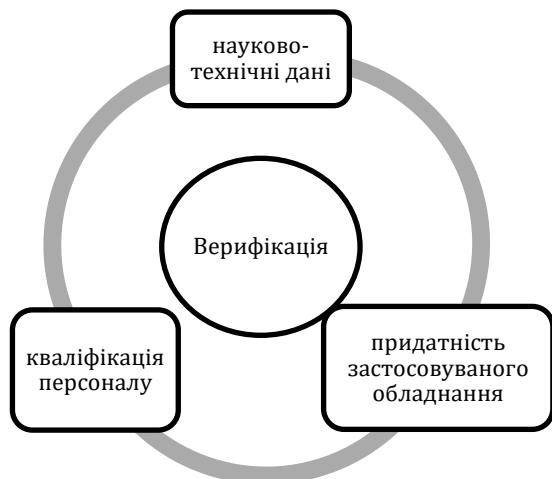 науково-
технічні дані
Верифікація
кваліфікація
персоналу
придатність
застосовуваного
обладнання